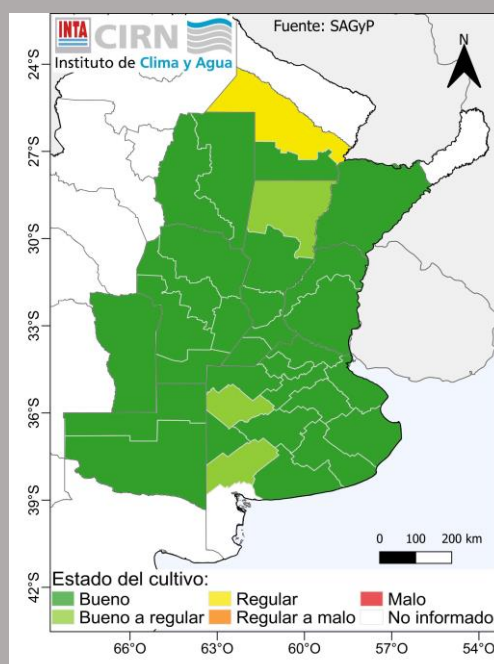 INTA CIRN
Instituto de Clima y Agua
Fuente: SAGyP
N
24°S
27°S
30°S
33°S
36°S
39°S
42°S
0 100 200 km
Estado del cultivo:
Bueno Regular Malo
Bueno a regular Regular a malo No informado
66°O 63°O 60°O 57°O 54°O